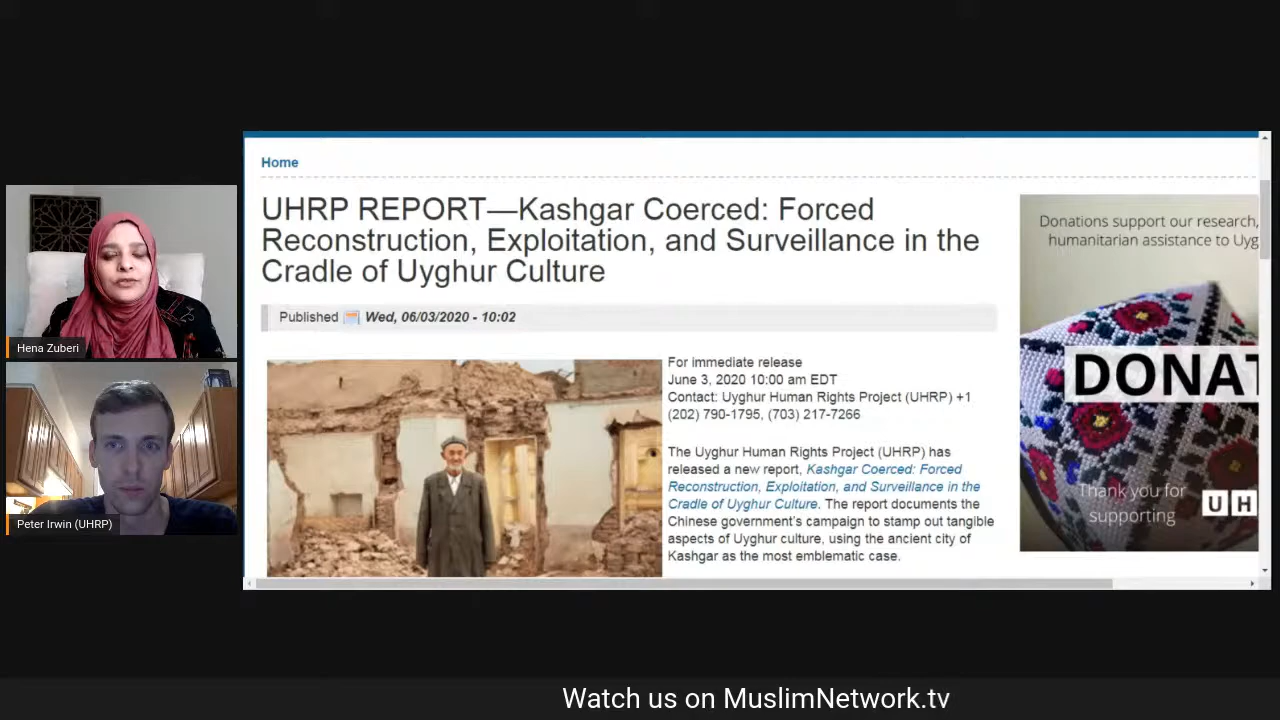 Hena Zuberi
Peter Irwin (UHRP)
Home
UHRP REPORT—Kashgar Coerced: Forced
Reconstruction, Exploitation, and Surveillance in the
Cradle of Uyghur Culture
Published Wed, 06/03/2020 - 10:02
For immediate release
June 3, 2020 10:00 am EDT
Contact: Uyghur Human Rights Project (UHRP) +1
(202) 790-1795, (703) 217-7266
The Uyghur Human Rights Project (UHRP) has
released a new report, Kashgar Coerced: Forced
Reconstruction, Exploitation, and Surveillance in the
Cradle of Uyghur Culture. The report documents the
Chinese government's campaign to stamp out tangible
aspects of Uyghur culture, using the ancient city of
Kashgar as the most emblematic case.
Donations support our research,
humanitarian assistance to Uyg
DONAT
Thank you for
supporting
UH
Watch us on MuslimNetwork.tv